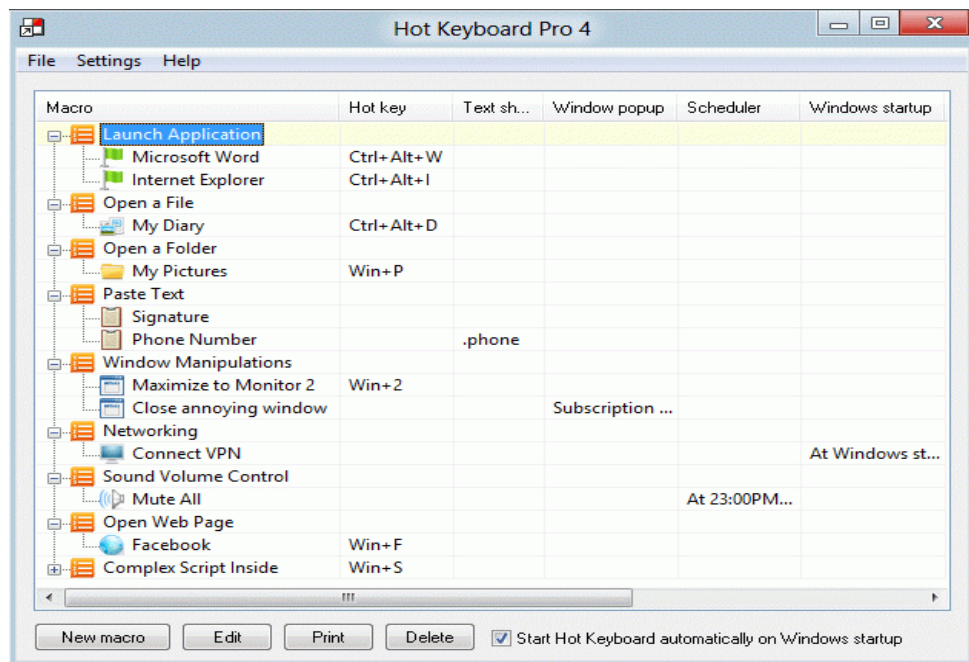 Hot Keyboard Pro 4
File Settings Help
Macro Hot key Text sh... Window popup Scheduler Windows startup
Launch Application
Microsoft Word Ctrl+Alt+W
Internet Explorer Ctrl+Alt+I
Open a File
My Diary Ctrl+Alt+D
Open a Folder
My Pictures Win+P
Paste Text
Signature
Phone Number .phone
Window Manipulations
Maximize to Monitor 2 Win+2
Close annoying window Subscription ...
Networking
Connect VPN At Windows st...
Sound Volume Control
Mute All At 23:00PM...
Open Web Page
Facebook Win+F
Complex Script Inside Win+S
New macro Edit Print Delete Start Hot Keyboard automatically on Windows startup